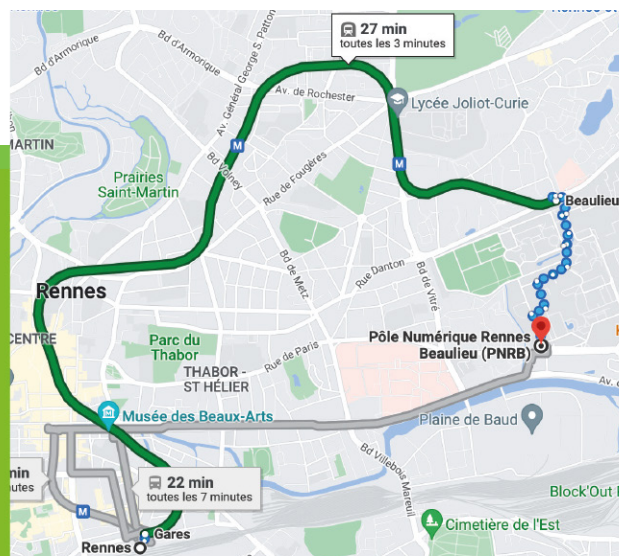 27 min
toutes les 3 minutes
Bd d'Armorique
Bd d'Armorique
Av. Général George S. Patton
Av. de Rochester
Lycée Joliot-Curie
M
MARTIN
Bd Volney
M
Prairies
Saint-Martin
Rue de Fougères
Beaulieu
Rue Danton
Bd de Metz
Bd de Vitré
Rennes
CENTRE
Parc du
Thabor
Rue de Paris
Pôle Numérique Rennes
Beaulieu (PNRB)
THABOR -
ST HÉLIER
Musée des Beaux-Arts
Plaine de Baud
Bd Villebois Mareuil
min
utes
22 min
toutes les 7 minutes
Block'Out
M
Gares
Rennes
Cimetière de l'Est